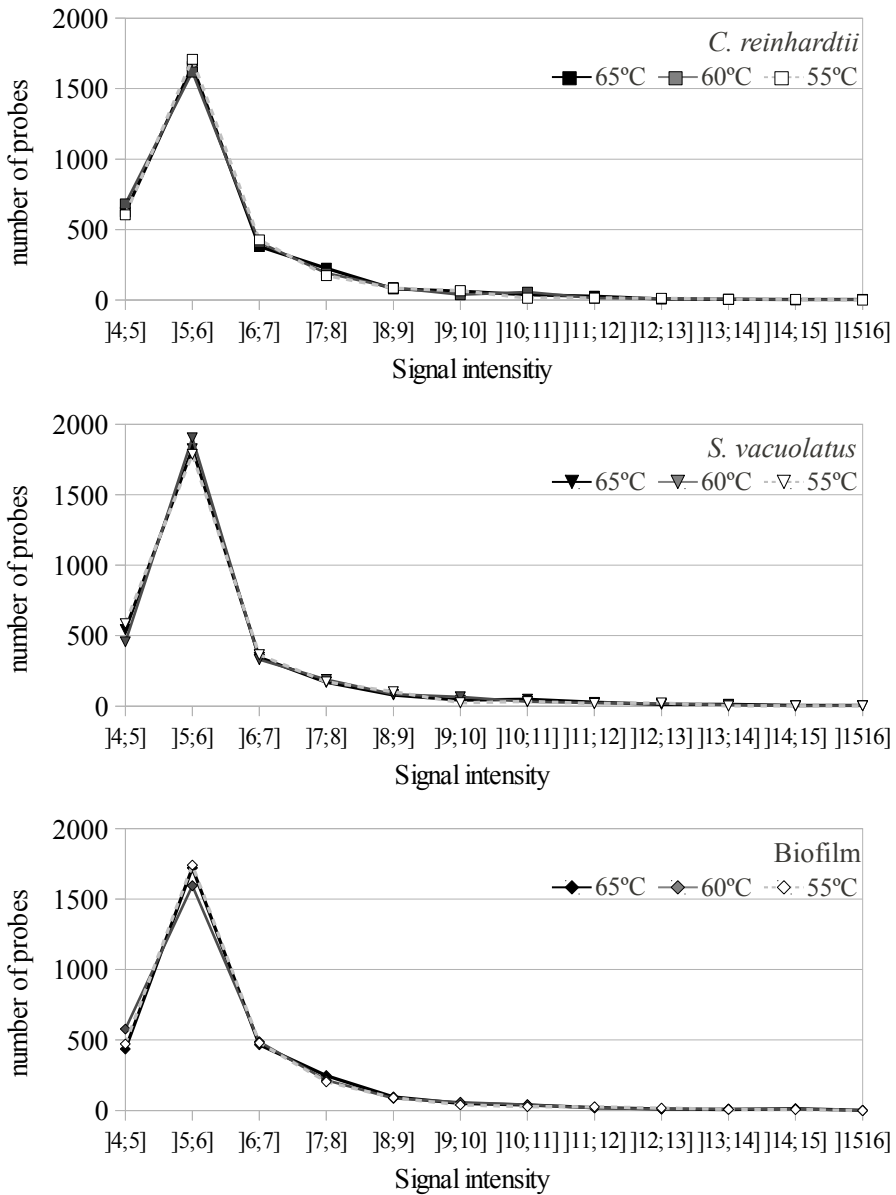 2000
C. reinhardtii
65ºC 60ºC 55ºC
1500
1000
500
0
number of probes
]4;5] ]5;6] ]6;7] ]7;8] ]8;9] ]9;10] ]10;11] ]11;12] ]12;13] ]13;14] ]14;15] ]1516]
Signal intensitiy
2000
S. vacuolatus
65ºC 60ºC 55ºC
1500
1000
500
0
number of probes
]4;5] ]5;6] ]6;7] ]7;8] ]8;9] ]9;10] ]10;11] ]11;12] ]12;13] ]13;14] ]14;15] ]1516]
Signal intensity
2000
Biofilm
65ºC 60ºC 55ºC
1500
1000
500
0
number of probes
]4;5] ]5;6] ]6;7] ]7;8] ]8;9] ]9;10] ]10;11] ]11;12] ]12;13] ]13;14] ]14;15] ]1516]
Signal intensity